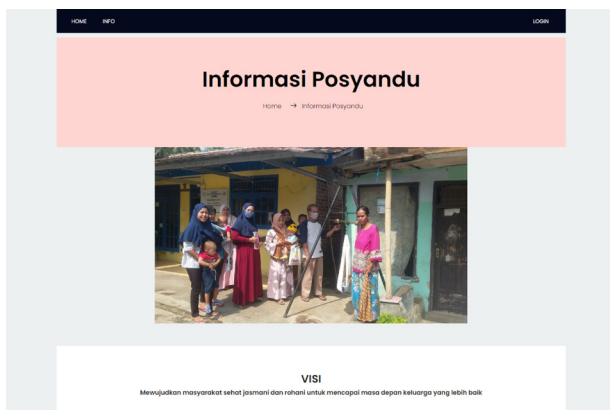 HOME INFO LOGIN
Informasi Posyandu
Home → Informasi Posyandu
VISI
Mewujudkan masyarakat sehat jasmani dan rohani untuk mencapai masa depan keluarga yang lebih baik